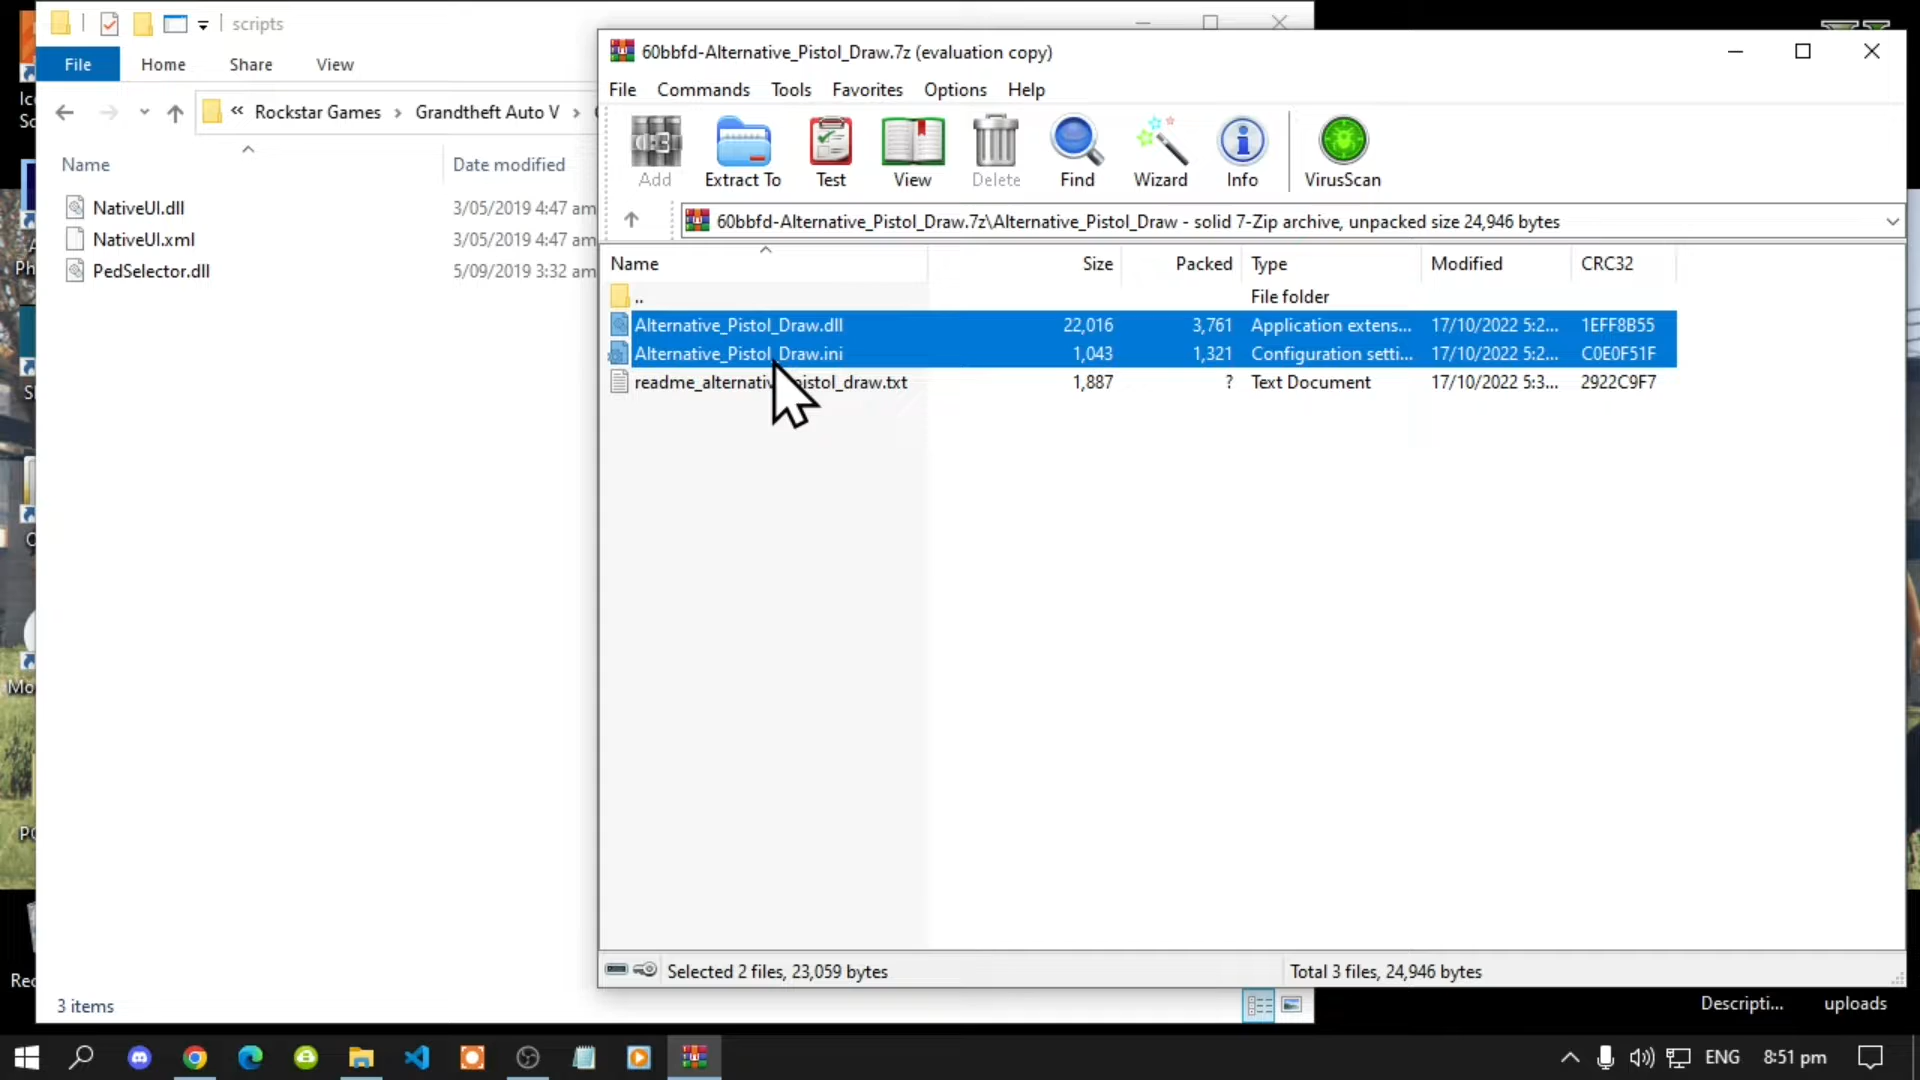 scripts
File Home Share View
« Rockstar Games > Grandtheft Auto V >
Name Date modified
NativeUI.dll 3/05/2019 4:47 am
NativeUI.xml 3/05/2019 4:47 am
PedSelector.dll 5/09/2019 3:32 am
3 items
60bbfd-Alternative_Pistol_Draw.7z (evaluation copy)
File Commands Tools Favorites Options Help
Add Extract To Test View Delete Find Wizard Info VirusScan
60bbfd-Alternative_Pistol_Draw.7z\Alternative_Pistol_Draw - solid 7-Zip archive, unpacked size 24,946 bytes
Name Size Packed Type Modified CRC32
.. File folder
Alternative_Pistol_Draw.dll 22,016 3,761 Application extens... 17/10/2022 5:2... 1EFF8B55
Alternative_Pistol_Draw.ini 1,043 1,321 Configuration setti... 17/10/2022 5:2... C0E0F51F
readme_alternativ pistol_draw.txt 1,887 ? Text Document 17/10/2022 5:3... 2922C9F7
Selected 2 files, 23,059 bytes Total 3 files, 24,946 bytes
Descripti... uploads
ENG 8:51 pm